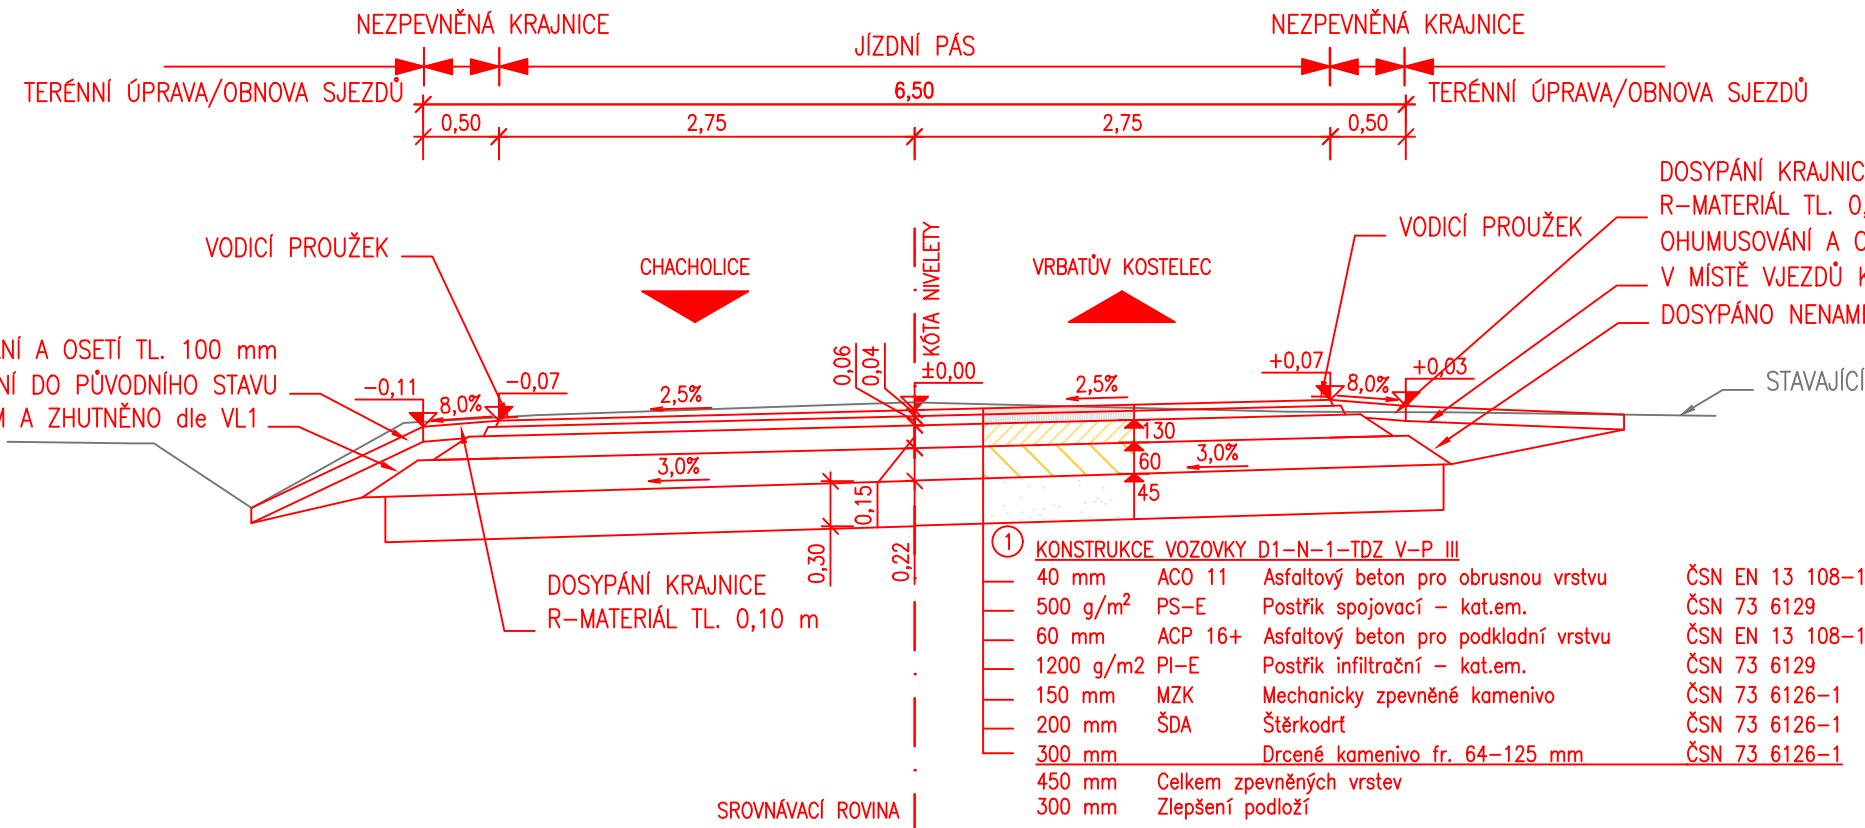 NEZPEVNĚNÁ KRAJNICE
JÍZDNÍ PÁS
NEZPEVNĚNÁ KRAJNICE
TERÉNNÍ ÚPRAVA/OBNOVA SJEZDŮ
6,50
TERÉNNÍ ÚPRAVA/OBNOVA SJEZDŮ
0,50
2,75
2,75
0,50
DOSYPÁNÍ KRAJNIC
R-MATERIÁL TL. 0,
OHUMUSOVÁNÍ A O
V MÍSTĚ VJEZDŮ K
DOSYPÁNO NENAM
VODICÍ PROUŽEK
VODICÍ PROUŽEK
CHACHOLICE
KÓTA NIVELETY
VRBATŮV KOSTELEC
ÁNÍ A OSETÍ TL. 100 mm
NÍ DO PŮVODNÍHO STAVU
M A ZHUTNĚNO dle VL1
-0,11
8,0%
-0,07
2,5%
0,06
0,04
±0,00
2,5%
+0,07
8,0%
+0,03
STAVAJÍCÍ
130
60
45
3,0%
3,0%
0,15
0,30
0,22
DOSYPÁNÍ KRAJNICE
R-MATERIÁL TL. 0,10 m
1 KONSTRUKCE VOZOVKY D1-N-1-TDZ V-P III
40 mm ACO 11 Asfaltový beton pro obrusnou vrstvu ČSN EN 13 108-1
500 g/m² PS-E Postřik spojovací - kat.em. ČSN 73 6129
60 mm ACP 16+ Asfaltový beton pro podkladní vrstvu ČSN EN 13 108-1
1200 g/m2 PI-E Postřik infiltrační - kat.em. ČSN 73 6129
150 mm MZK Mechanicky zpevněné kamenivo ČSN 73 6126-1
200 mm ŠDA Štěrkodrť ČSN 73 6126-1
300 mm Drcené kamenivo fr. 64-125 mm ČSN 73 6126-1
450 mm Celkem zpevněných vrstev
300 mm Zlepšení podloží
SROVNÁVACÍ ROVINA